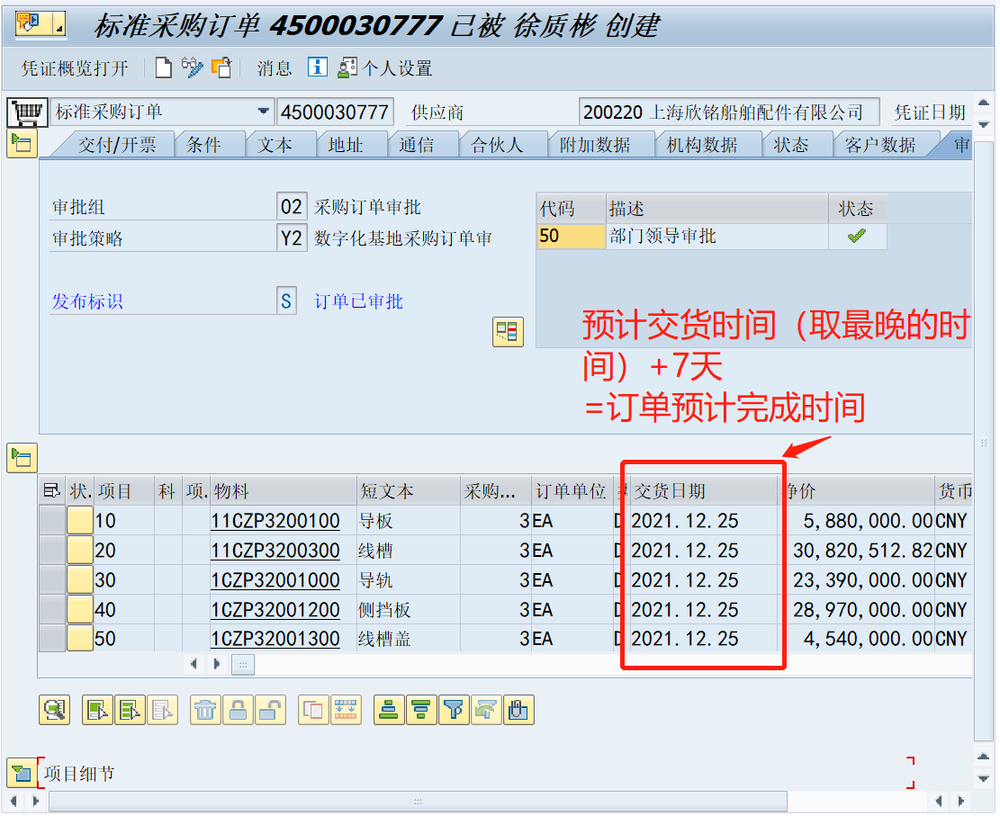 标准采购订单 4500030777 已被 徐质彬 创建
凭证概览打开 消息 个人设置
标准采购订单 4500030777 供应商 200220 上海欣铭船舶配件有限公司 凭证日期
交付/开票 条件 文本 地址 通信 合伙人 附加数据 机构数据 状态 客户数据 审
审批组 02 采购订单审批
审批策略 Y2 数字化基地采购订单审
发布标识 S 订单已审批
代码 描述 状态
50 部门领导审批
预计交货时间（取最晚的时
间）+7天
=订单预计完成时间
状. 项目 科 项. 物料 短文本 采购... 订单单位 交货日期 净价 货币
10 11CZP3200100 导板 3 EA D 2021.12.25 5,880,000.00 CNY
20 11CZP3200300 线槽 3 EA D 2021.12.25 30,820,512.82 CNY
30 1CZP32001000 导轨 3 EA D 2021.12.25 23,390,000.00 CNY
40 1CZP32001200 侧挡板 3 EA D 2021.12.25 28,970,000.00 CNY
50 1CZP32001300 线槽盖 3 EA D 2021.12.25 4,540,000.00 CNY
项目细节